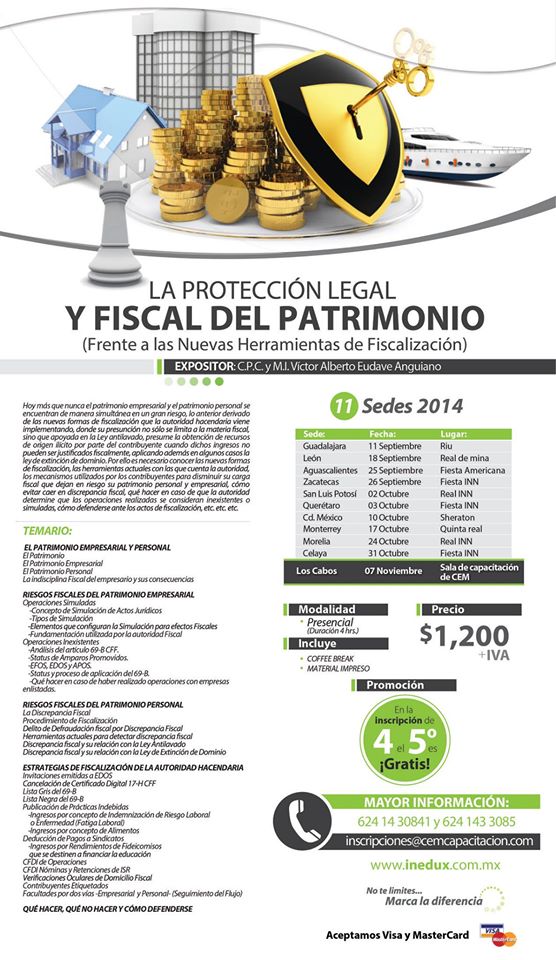 LA PROTECCIÓN LEGAL
Y FISCAL DEL PATRIMONIO
(Frente a las Nuevas Herramientas de Fiscalización)
EXPOSITOR: C.P.C. y M.I. Víctor Alberto Eudave Anguiano
Hoy más que nunca el patrimonio empresarial y el patrimonio personal se
encuentran de manera simultánea en un gran riesgo, lo anterior derivado
de las nuevas formas de fiscalización que la autoridad hacendaria viene
implementando, donde su presunción no sólo se limita a la materia fiscal,
sino que apoyada en la Ley antilavado, presume la obtención de recursos
de origen ilícito por parte del contribuyente cuando dichos ingresos no
pueden ser justificados fiscalmente, aplicando además en algunos casos la
ley de extinción de dominio. Por ello es necesario conocer las nuevas formas
de fiscalización, las herramientas actuales con las que cuenta la autoridad,
los mecanismos utilizados por los contribuyentes para disminuir su carga
fiscal que dejan en riesgo su patrimonio personal y empresarial, cómo
evitar caer en discrepancia fiscal, qué hacer en caso de que la autoridad
determine que las operaciones realizadas se consideran inexistentes o
simuladas, cómo defenderse ante los actos de fiscalización, etc. etc. etc.
TEMARIO:
EL PATRIMONIO EMPRESARIAL Y PERSONAL
El Patrimonio
El Patrimonio Empresarial
El Patrimonio Personal
La Indisciplina Fiscal del empresario y sus consecuencias
RIESGOS FISCALES DEL PATRIMONIO EMPRESARIAL
Operaciones Simuladas
-Concepto de Simulación de Actos Jurídicos
-Tipos de Simulación
-Elementos que configuran la Simulación para efectos Fiscales
-Fundamentación utilizada por la autoridad Fiscal
Operaciones Inexistentes
-Análisis del artículo 69-B CFF.
-Status de Amparos Promovidos.
-EFOS, EDOS y APOS.
-Status y proceso de aplicación del 69-B.
-Qué hacer en caso de haber realizado operaciones con empresas
enlistadas.
RIESGOS FISCALES DEL PATRIMONIO PERSONAL
La Discrepancia Fiscal
Procedimiento de Fiscalización
Delito de Defraudación fiscal por Discrepancia Fiscal
Herramientas actuales para detectar discrepancia fiscal
Discrepancia fiscal y su relación con la Ley Antilavado
Discrepancia fiscal y su relación con la Ley de Extinción de Dominio
ESTRATEGIAS DE FISCALIZACIÓN DE LA AUTORIDAD HACENDARIA
Invitaciones emitidas a EDOS
Cancelación de Certificado Digital 17-H CFF
Lista Gris del 69-B
Lista Negra del 69-B
Publicación de Prácticas Indebidas
-Ingresos por concepto de Indemnización de Riesgo Laboral
o Enfermedad (Fatiga Laboral)
-Ingresos por concepto de Alimentos
Deducción de Pagos a Sindicatos
-Ingresos por Rendimientos de Fideicomisos
que se destinen a financiar la educación
CFDI de Operaciones
CFDI Nóminas y Retenciones de ISR
Verificaciones Oculares de Domicilio Fiscal
Contribuyentes Etiquetados
Facultades por dos vías -Empresarial y Personal- (Seguimiento del Flujo)
QUÉ HACER, QUÉ NO HACER Y CÓMO DEFENDERSE
11 Sedes 2014
Sede: Fecha: Lugar:
Guadalajara 11 Septiembre Riu
León 18 Septiembre Real de mina
Aguascalientes 25 Septiembre Fiesta Americana
Zacatecas 26 Septiembre Fiesta INN
San Luis Potosí 02 Octubre Real INN
Querétaro 03 Octubre Fiesta INN
Cd. México 10 Octubre Sheraton
Monterrey 17 Octubre Quinta real
Morelia 24 Octubre Real INN
Celaya 31 Octubre Fiesta INN
Los Cabos 07 Noviembre Sala de capacitación
de CEM
Modalidad
• Presencial
(Duración 4 hrs.)
Incluye
• COFFEE BREAK
• MATERIAL IMPRESO
Precio
$1,200
+IVA
Promoción
En la
inscripción de
4 el 5º es
¡Gratis!
MAYOR INFORMACIÓN:
624 14 30841 y 624 143 3085
inscripciones@cemcapacitacion.com
www.inedux.com.mx
No te limites...
Marca la diferencia
Aceptamos Visa y MasterCard
VISA
MasterCard